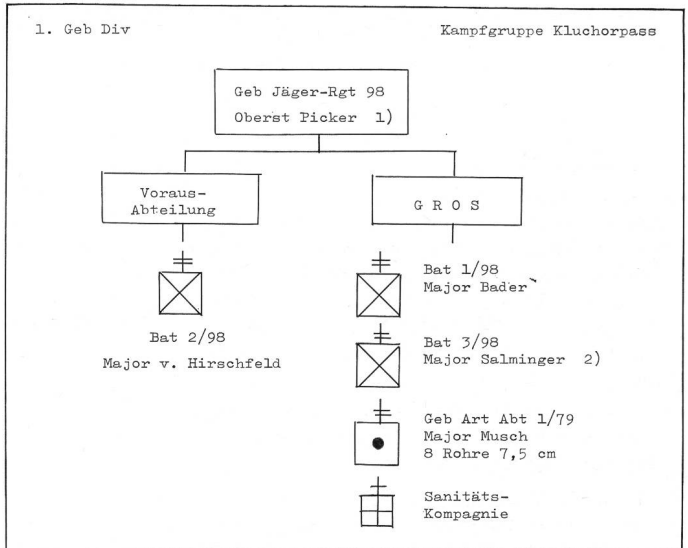 1. Geb Div
Kampfgruppe Kluchorpass
Geb Jäger-Rgt 98
Oberst Picker 1)
Voraus-
Abteilung
G R O S
Bat 2/98
Major v. Hirschfeld
Bat 1/98
Major Bader
Bat 3/98
Major Salminger 2)
Geb Art Abt 1/79
Major Musch
8 Rohre 7,5 cm
Sanitäts-
Kompagnie